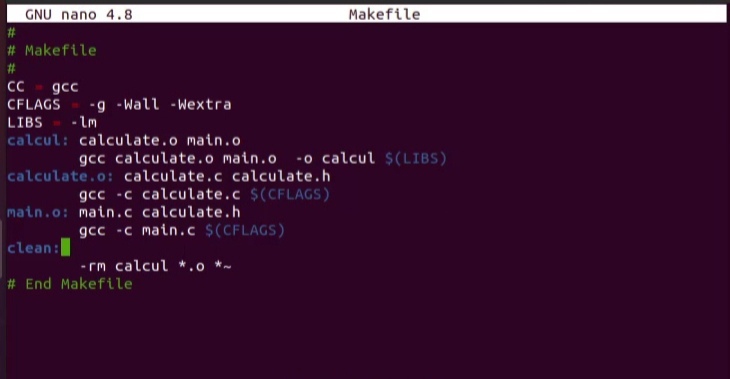 GNU nano 4.8 Makefile
#
# Makefile
#
CC = gcc
CFLAGS = -g -Wall -Wextra
LIBS = -lm
calcul: calculate.o main.o
gcc calculate.o main.o -o calcul $(LIBS)
calculate.o: calculate.c calculate.h
gcc -c calculate.c $(CFLAGS)
main.o: main.c calculate.h
gcc -c main.c $(CFLAGS)
clean:
-rm calcul *.o *~
# End Makefile